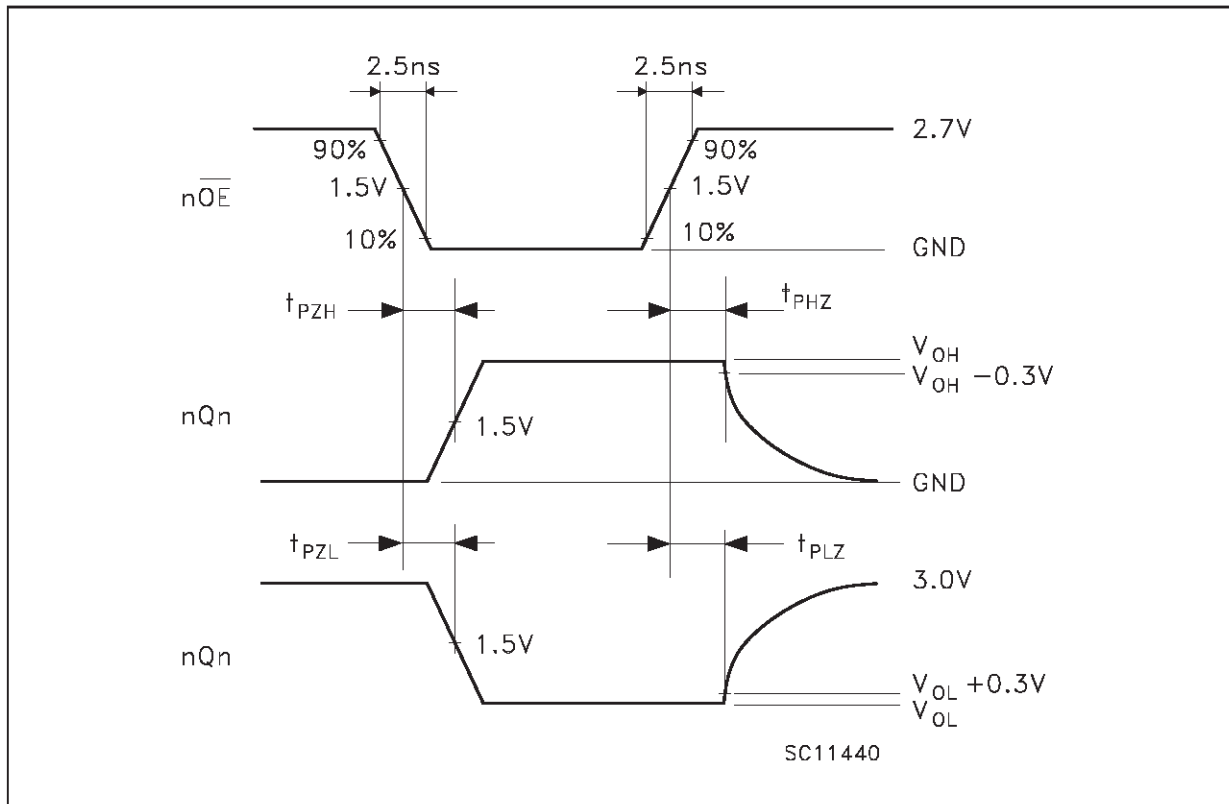 2.5ns 2.5ns
2.7V
90% 90%
nOE 1.5V 1.5V
10% 10%
GND
tPZH tPHZ
VOH
VOH −0.3V
nQn 1.5V
GND
tPZL tPLZ
3.0V
1.5V
nQn
VOL +0.3V
VOL
SC11440